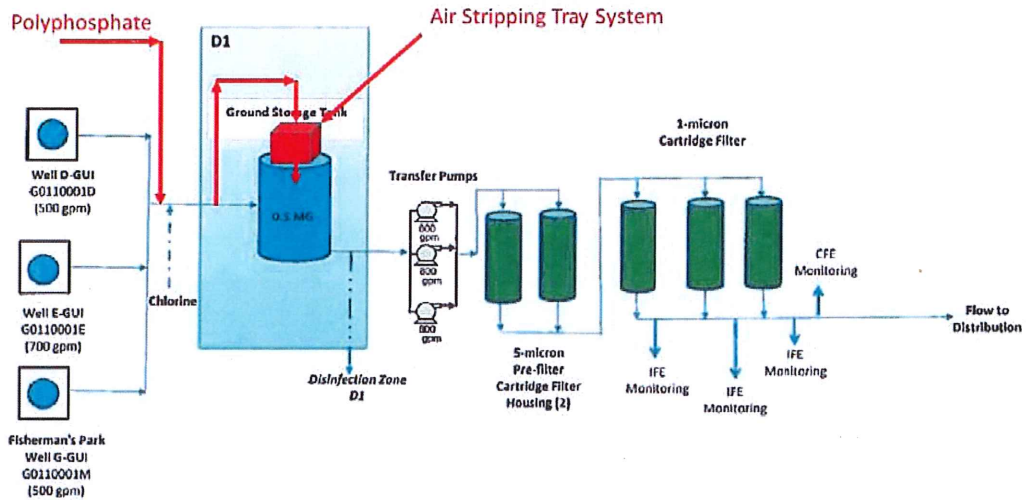 Polyphosphate
Air Stripping Tray System
D1
Ground Storage Tank
0.5 MG
Well D-GUI
G0110001D
(500 gpm)
Well E-GUI
G0110001E
(700 gpm)
Fisherman's Park
Well G-GUI
G0110001M
(500 gpm)
Chlorine
Disinfection Zone
D1
Transfer Pumps
800
gpm
800
gpm
800
gpm
5-micron
Pre-filter
Cartridge Filter
Housing (2)
1-micron
Cartridge Filter
CFE
Monitoring
IFE
Monitoring
IFE
Monitoring
IFE
Monitoring
Flow to
Distribution